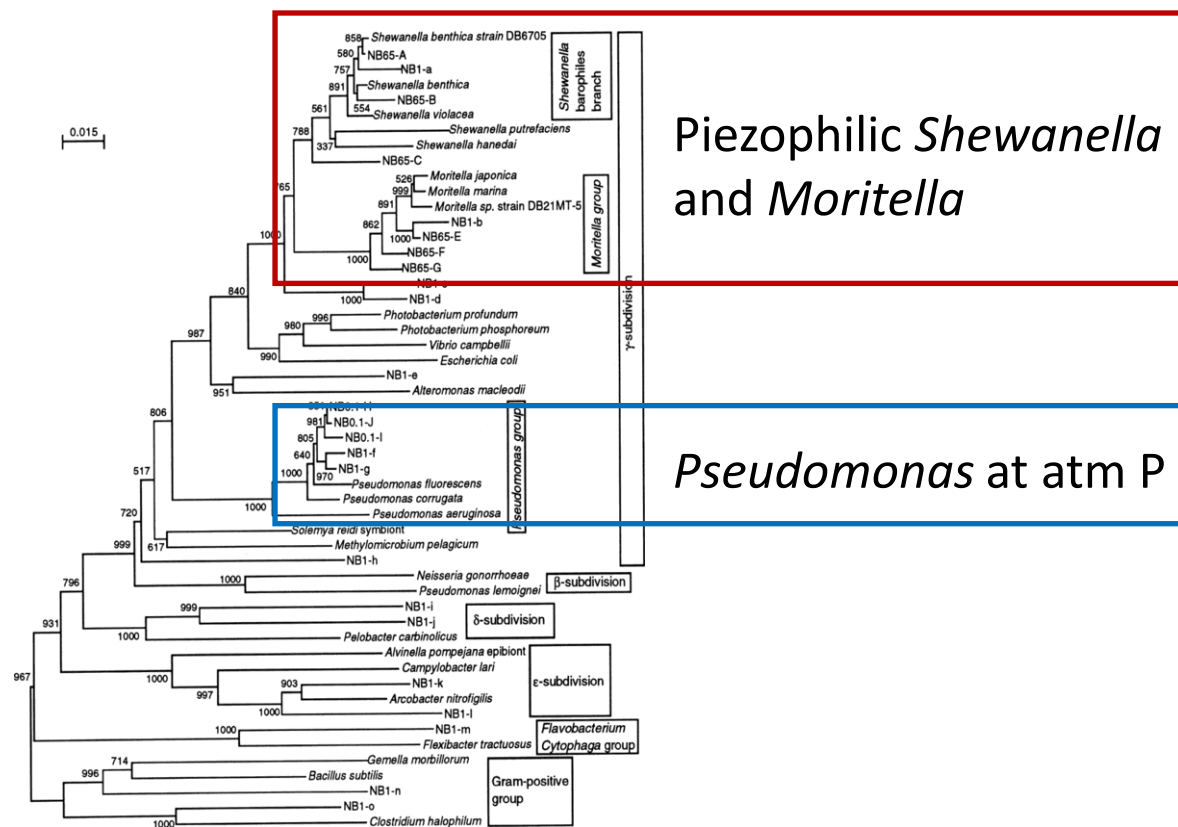 858
Shewanella benthica strain DB6705
580
NB65-A
757
NB1-a
891
Shewanella benthica
NB65-B
561
554
Shewanella violacea
788
Shewanella putrefaciens
337
Shewanella hanedai
NB65-C
Shewanella
barophiles
branch
0.015
Piezophilic Shewanella
and Moritella
526
Moritella japonica
999
Moritella marina
Moritella sp. strain DB21MT-5
891
NB1-b
862
1000
NB65-E
NB65-F
1000
NB65-G
Moritella group
1000
1000
NB1-d
840
996
Photobacterium profundum
980
Photobacterium phosphoreum
987
Vibrio campbellii
990
Escherichia coli
NB1-e
951
Alteromonas macleodii
γ-subdivision
806
981
NB0.1-J
805
NB0.1-I
640
NB1-f
NB1-g
1000
970
Pseudomonas fluorescens
Pseudomonas corrugata
1000
Pseudomonas aeruginosa
Pseudomonas group
Pseudomonas at atm P
517
Solemya reidi symbiont
720
617
Methylomicrobium pelagicum
NB1-h
999
1000
Neisseria gonorrhoeae
Pseudomonas lemoignei
β-subdivision
796
999
NB1-i
NB1-j
1000
Pelobacter carbinolicus
δ-subdivision
931
Alvinella pompejana epibiont
1000
Campylobacter lari
997
903
NB1-k
Arcobacter nitrofigilis
1000
NB1-l
ε-subdivision
967
1000
NB1-m
Flexibacter tractuosus
Flavobacterium
Cytophaga group
714
Gemella morbillorum
996
Bacillus subtilis
NB1-n
NB1-o
1000
Clostridium halophilum
Gram-positive
group